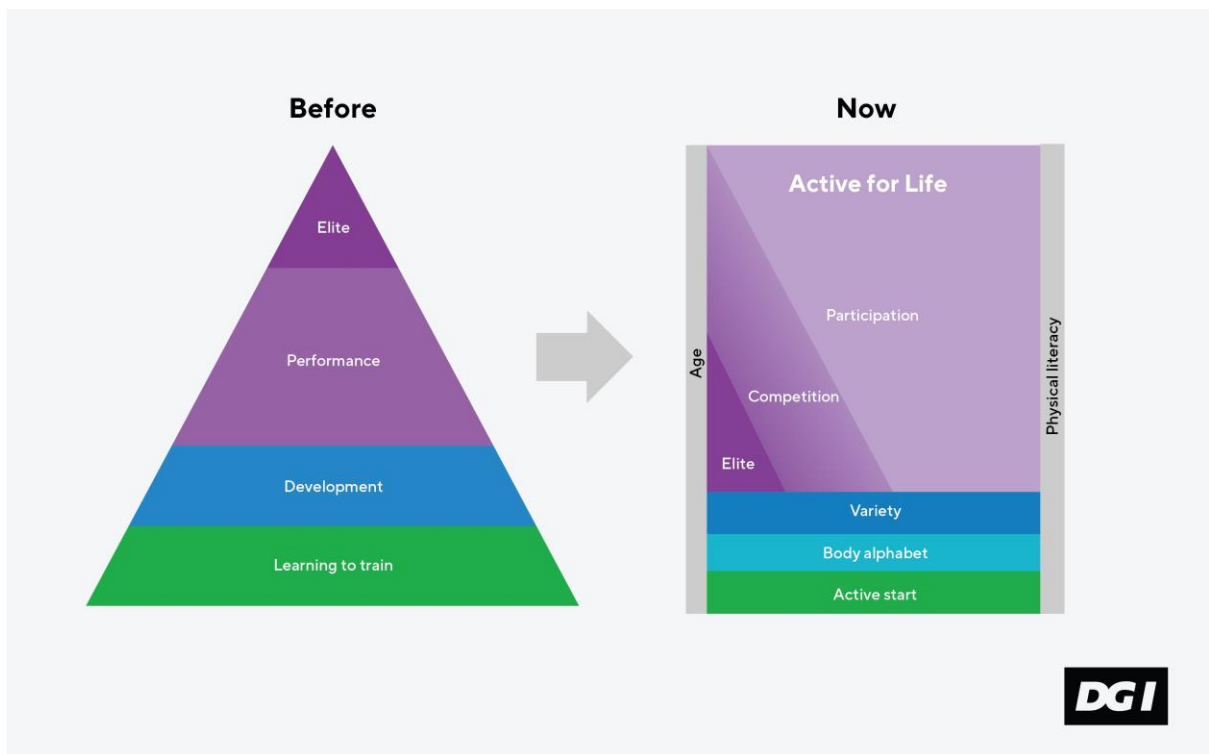 Before
Elite
Performance
Development
Learning to train
Now
Age
Active for Life
Participation
Competition
Elite
Variety
Body alphabet
Active start
Physical literacy
DGI